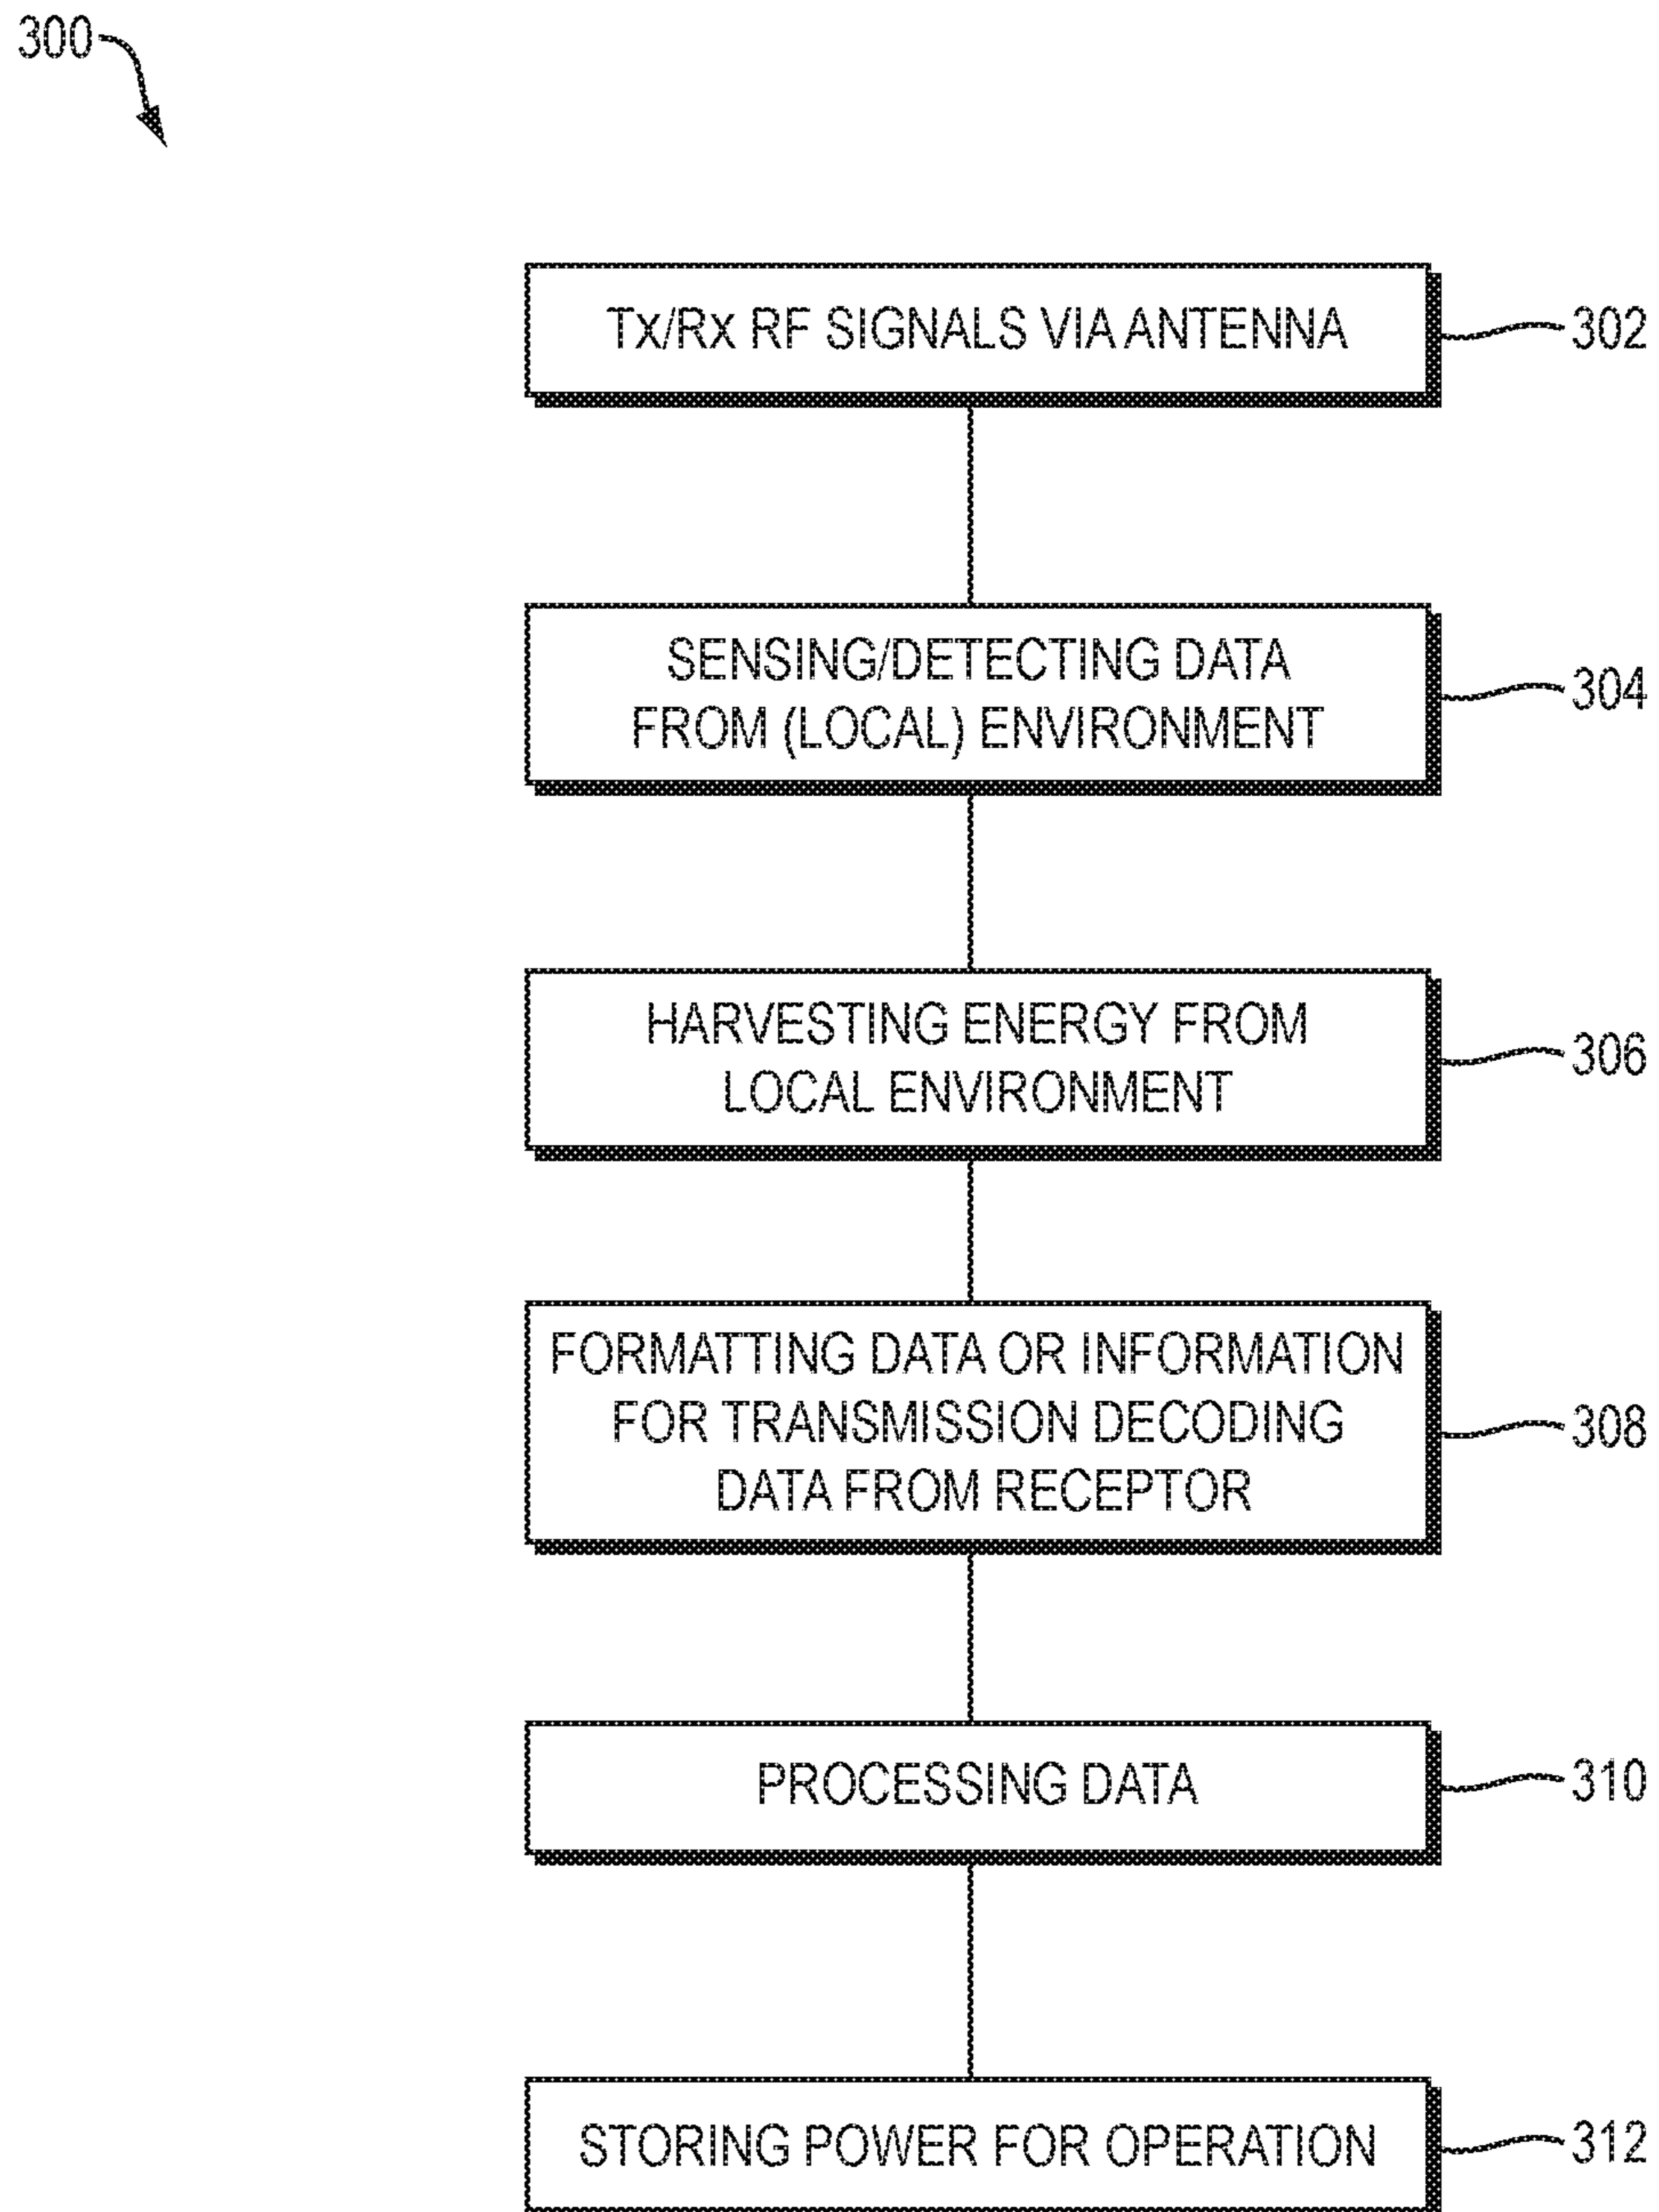 300
Tx/Rx RF SIGNALS VIA ANTENNA
302
SENSING/DETECTING DATA
FROM (LOCAL) ENVIRONMENT
304
HARVESTING ENERGY FROM
LOCAL ENVIRONMENT
306
FORMATTING DATA OR INFORMATION
FOR TRANSMISSION DECODING
DATA FROM RECEPTOR
308
PROCESSING DATA
310
STORING POWER FOR OPERATION
312